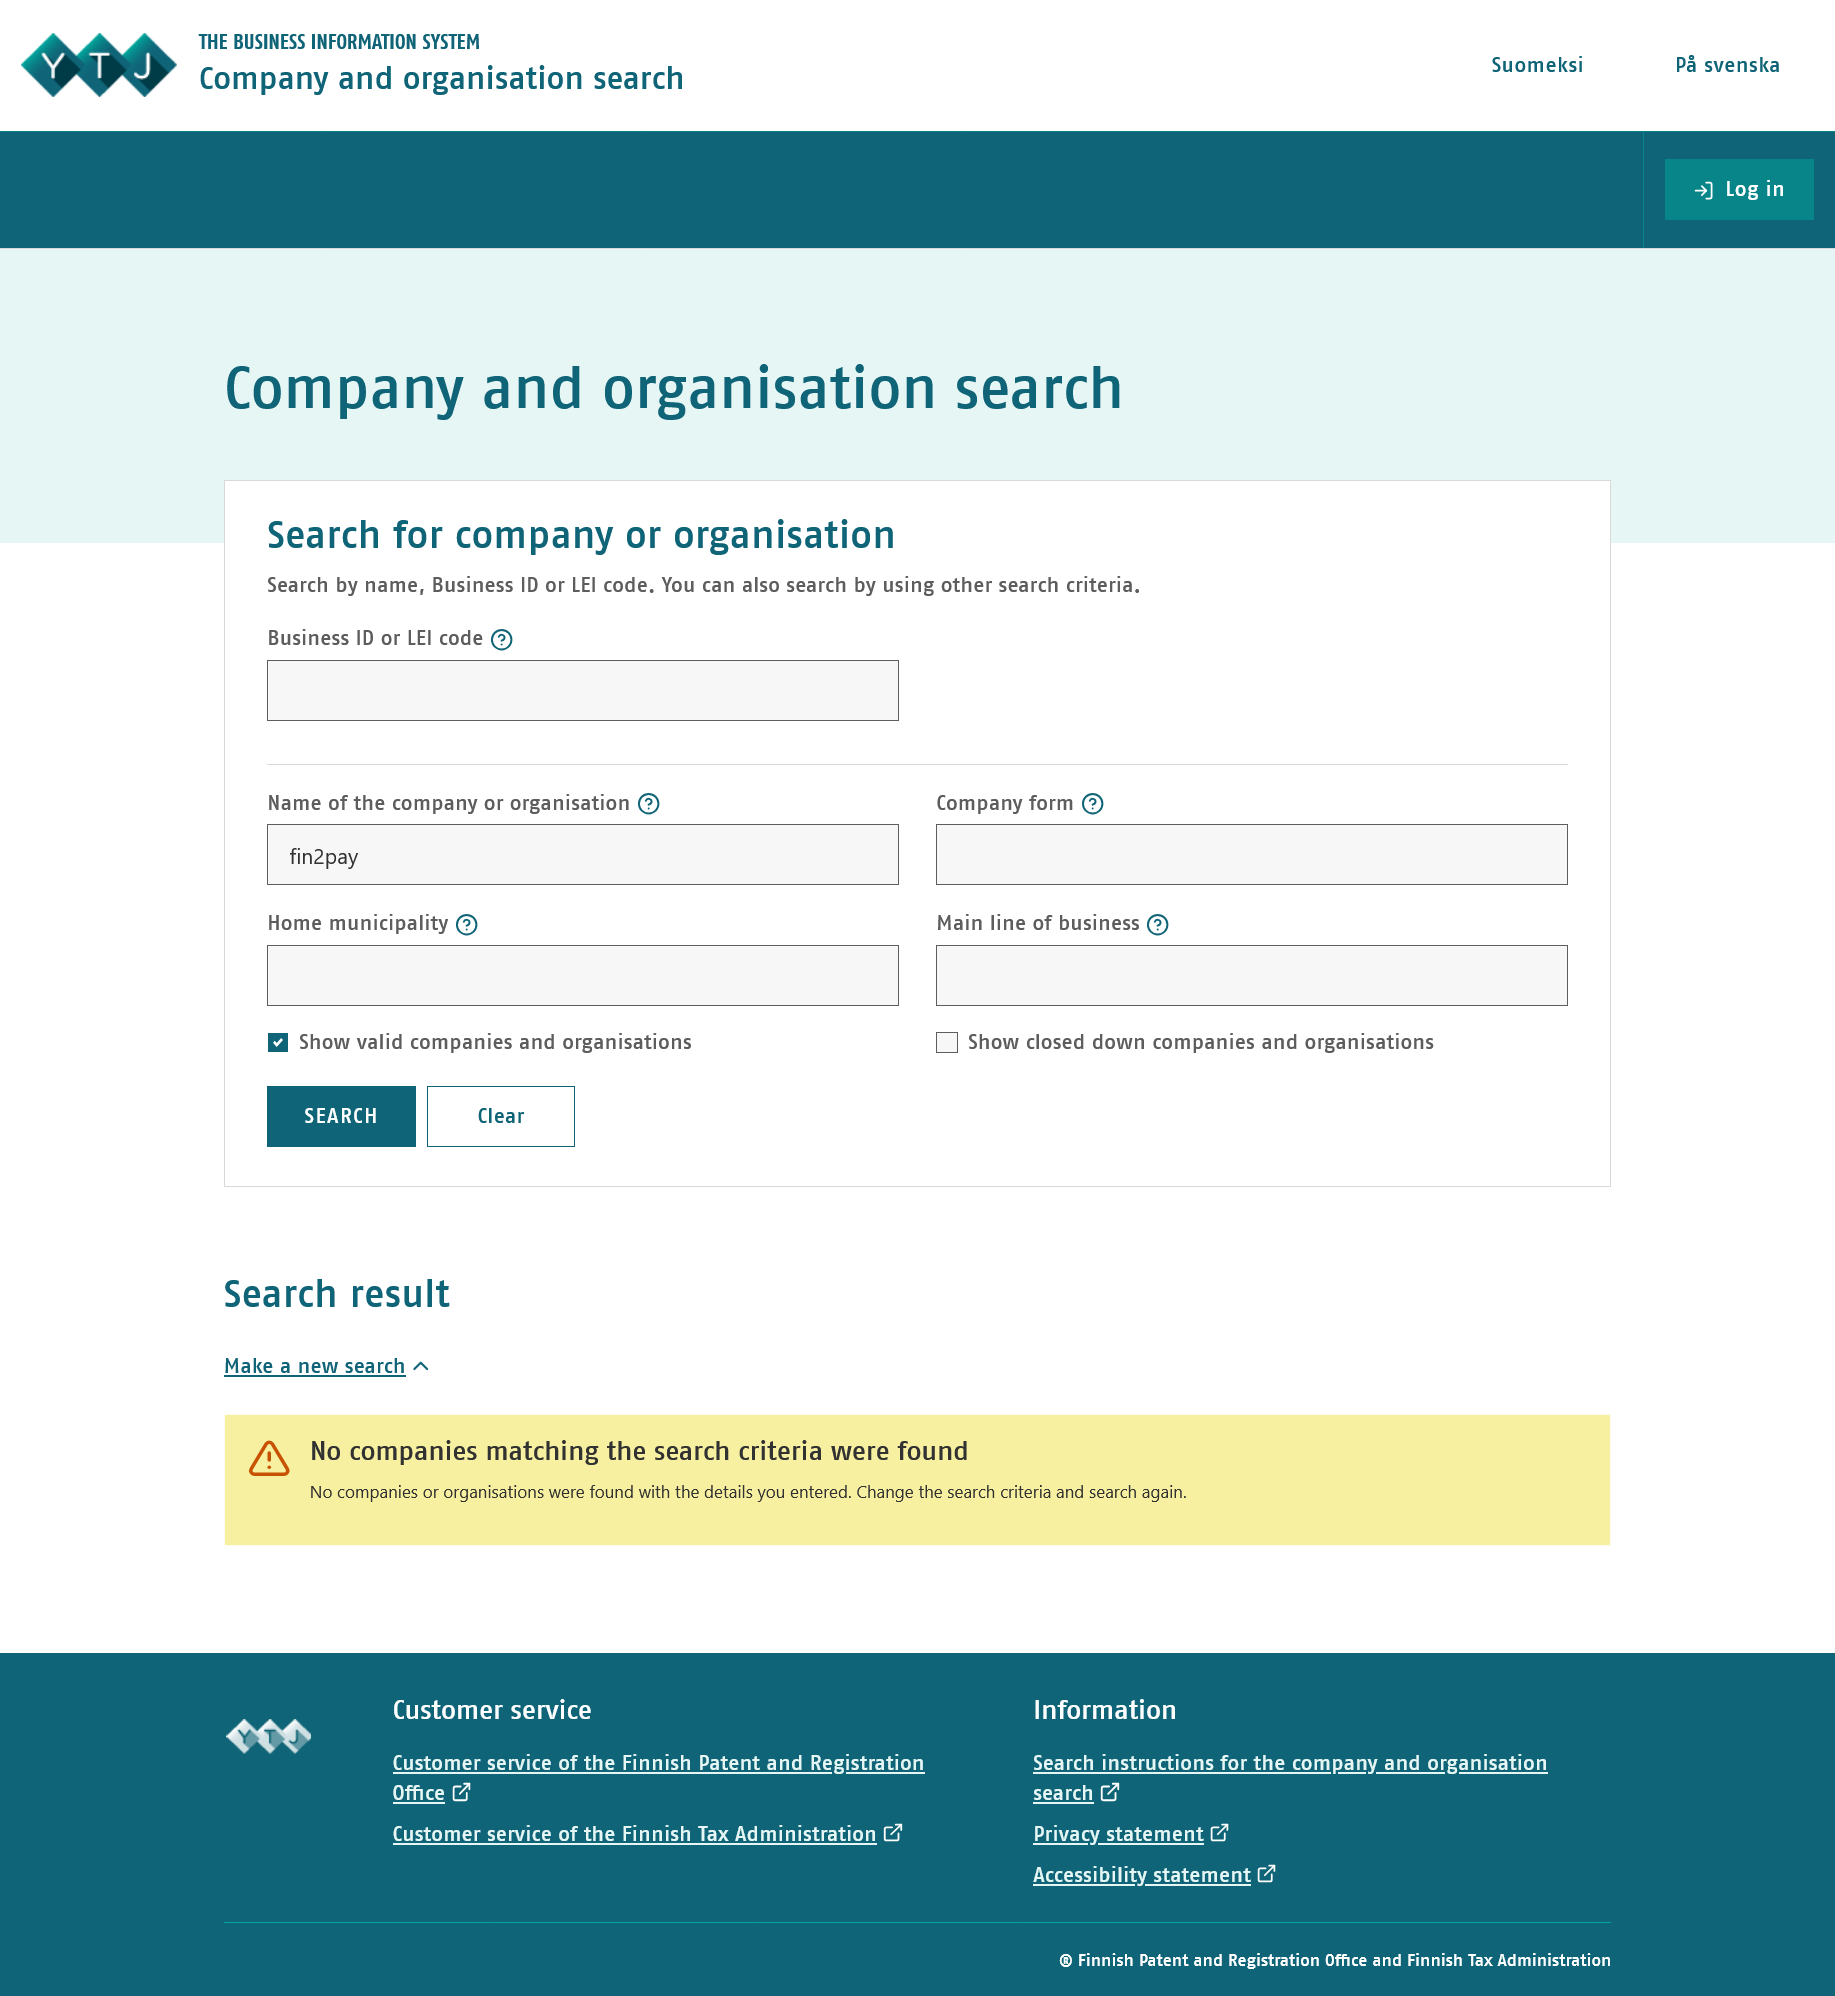 YTJ
THE BUSINESS INFORMATION SYSTEM
Company and organisation search
Suomeksi
På svenska
Log in
Company and organisation search
Search for company or organisation
Search by name, Business ID or LEI code. You can also search by using other search criteria.
Business ID or LEI code
Name of the company or organisation
Company form
fin2pay
Home municipality
Main line of business
Show valid companies and organisations
Show closed down companies and organisations
SEARCH
Clear
Search result
Make a new search
No companies matching the search criteria were found
No companies or organisations were found with the details you entered. Change the search criteria and search again.
YTJ
Customer service
Customer service of the Finnish Patent and Registration
Office
Customer service of the Finnish Tax Administration
Information
Search instructions for the company and organisation
search
Privacy statement
Accessibility statement
® Finnish Patent and Registration Office and Finnish Tax Administration